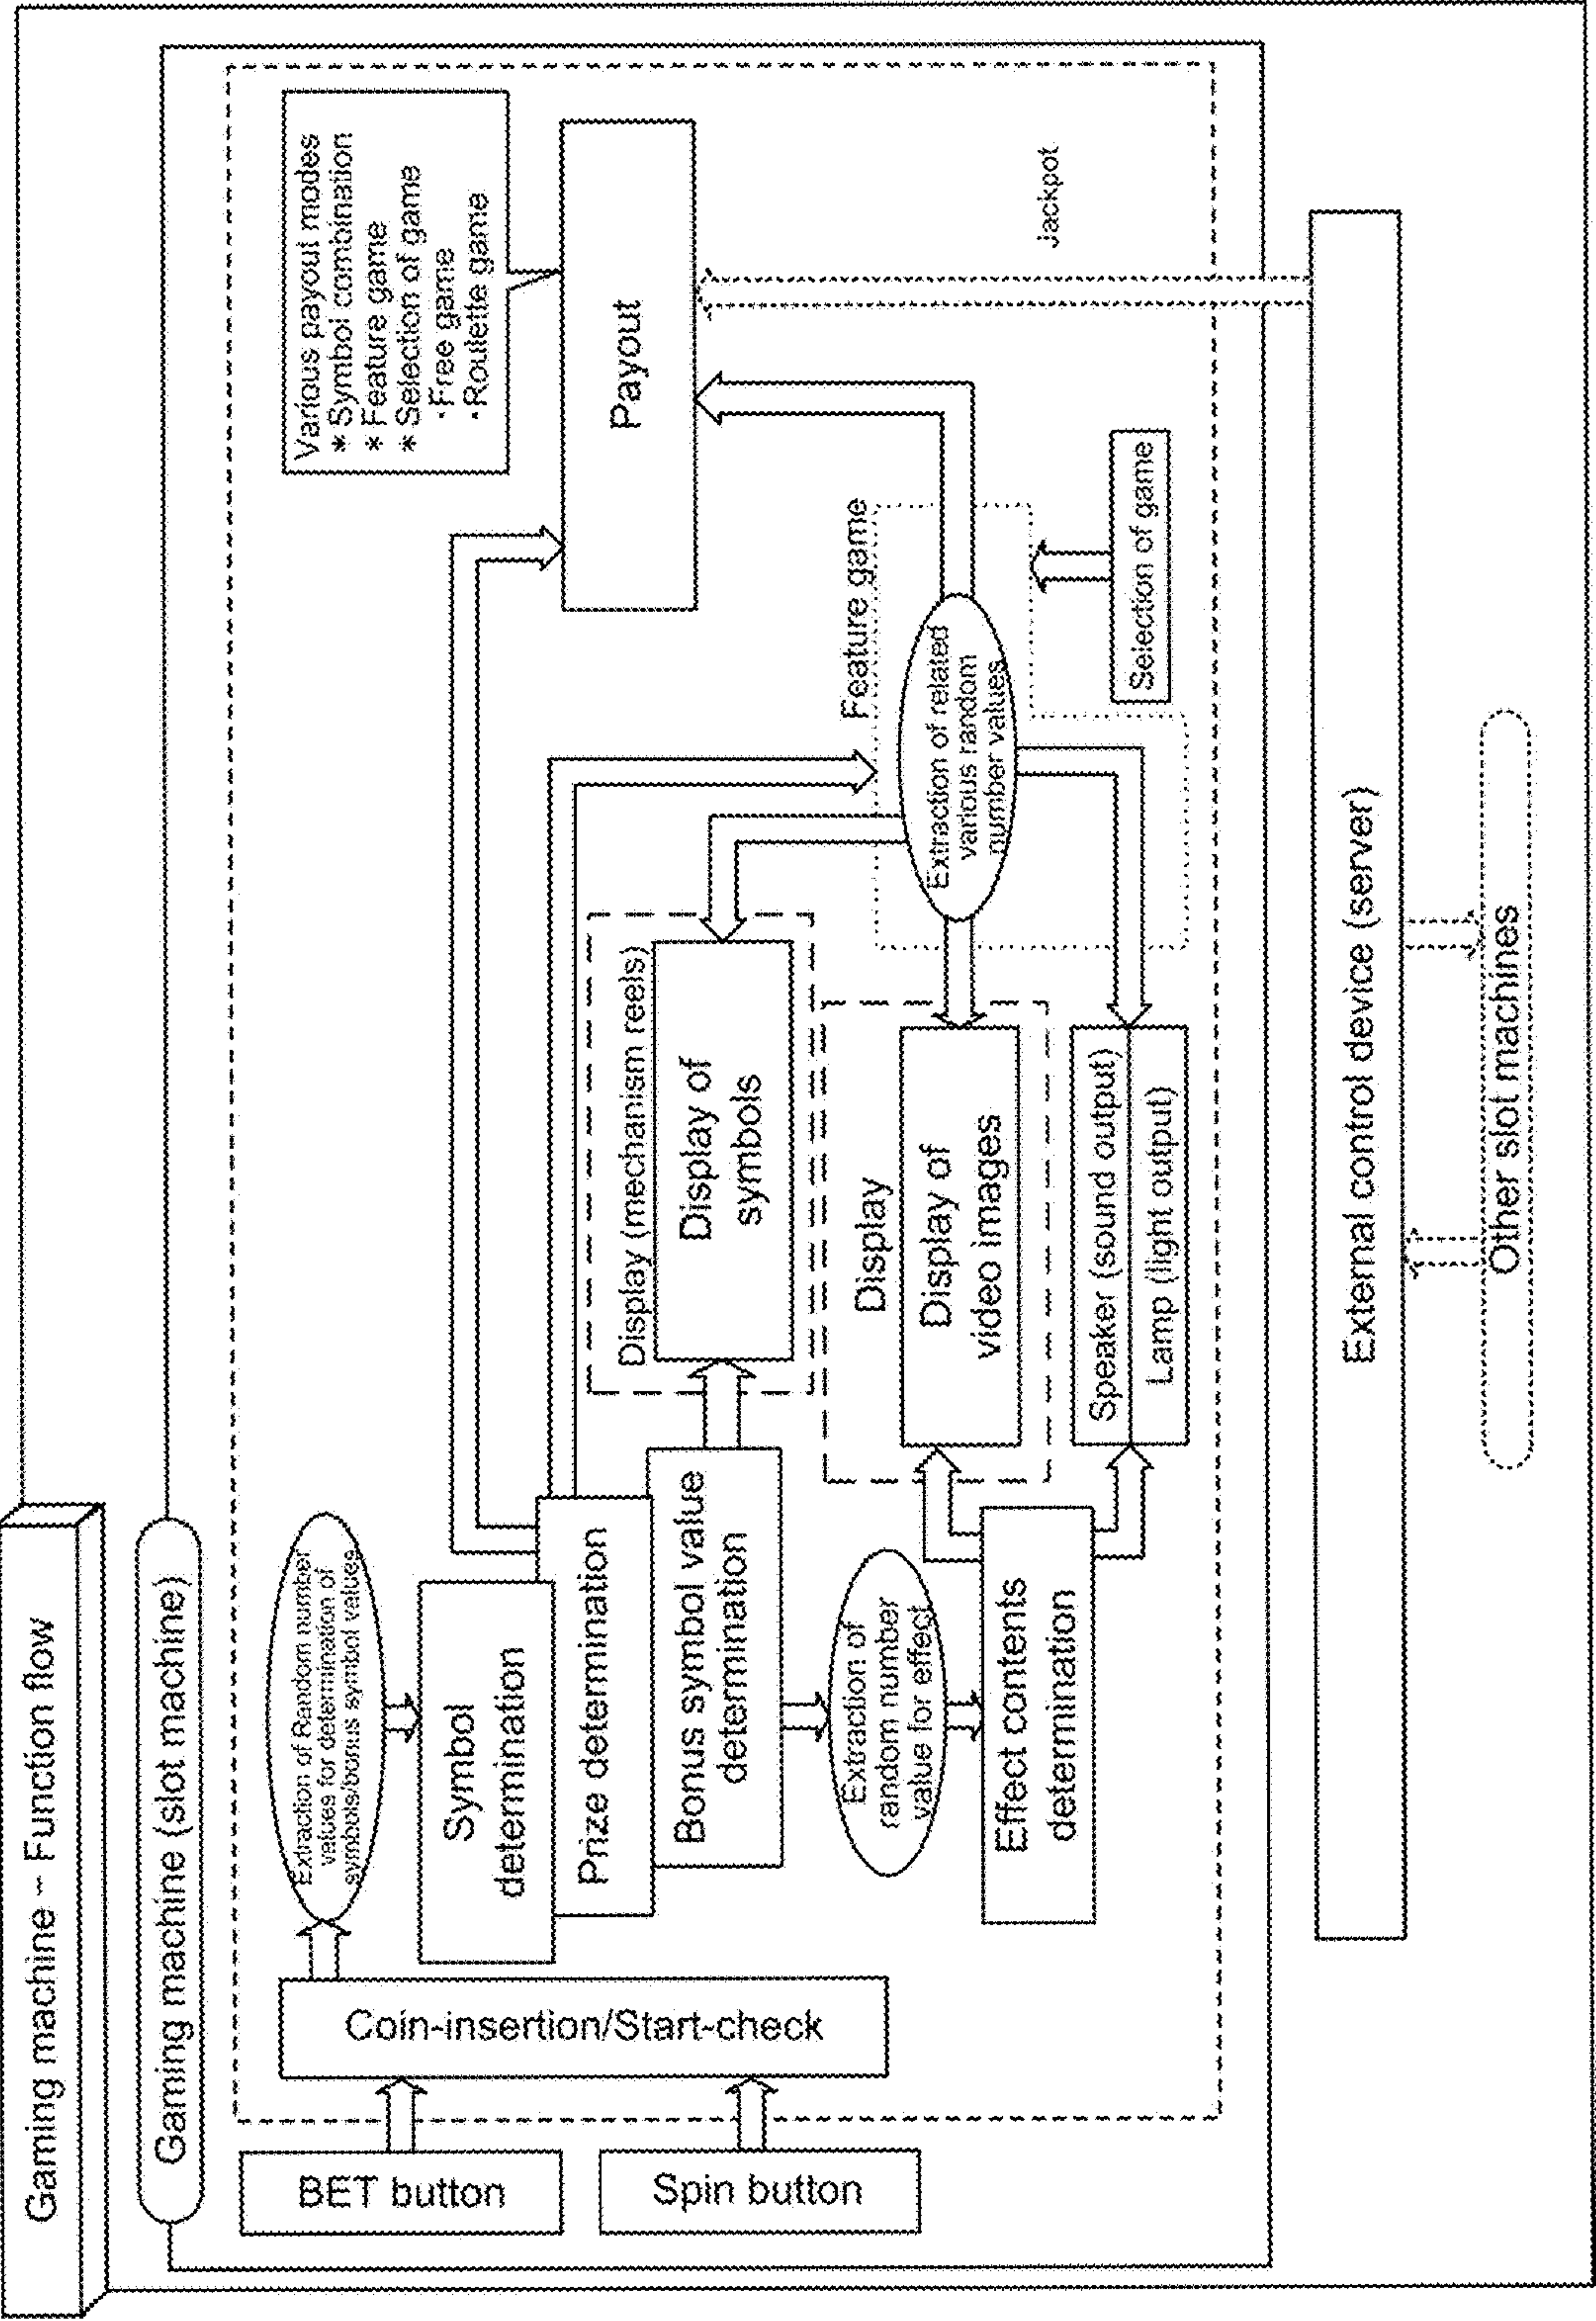 Gaming machine – Function flow
Gaming machine (slot machine)
BET button
Spin button
Coin-insertion/Start-check
Extraction of Random number
values for determination of
symbols/bonus symbol values
Symbol
determination
Prize determination
Bonus symbol value
determination
Extraction of
random number
value for effect
Effect contents
determination
Display (mechanism reels)
Display of
symbols
Display
Display of
video images
Speaker (sound output)
Lamp (light output)
Feature game
Extraction of related
various random
number values
Selection of game
Various payout modes
*Symbol combination
*Feature game
*Selection of game
・Free game
・Roulette game
Payout
Jackpot
External control device (server)
Other slot machines